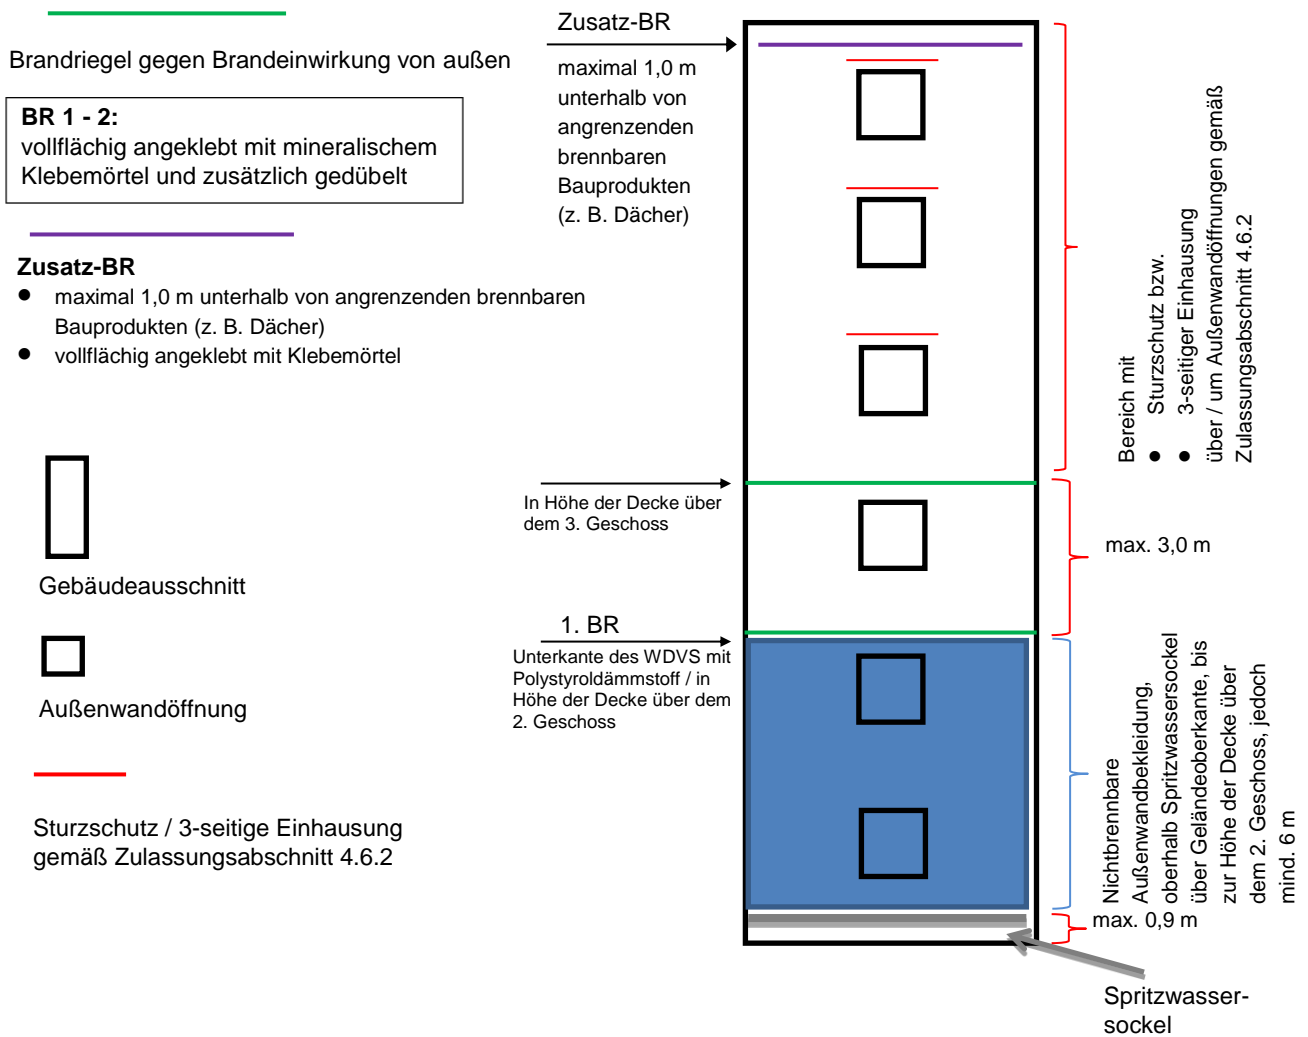 Brandriegel gegen Brandeinwirkung von außen
BR 1 - 2:
vollflächig angeklebt mit mineralischem
Klebemörtel und zusätzlich gedübelt
Zusatz-BR
● maximal 1,0 m unterhalb von angrenzenden brennbaren
Bauprodukten (z. B. Dächer)
● vollflächig angeklebt mit Klebemörtel
Gebäudeausschnitt
Außenwandöffnung
Sturzschutz / 3-seitige Einhausung
gemäß Zulassungsabschnitt 4.6.2
Zusatz-BR
maximal 1,0 m
unterhalb von
angrenzenden
brennbaren
Bauprodukten
(z. B. Dächer)
In Höhe der Decke über
dem 3. Geschoss
1. BR
Unterkante des WDVS mit
Polystyroldämmstoff / in
Höhe der Decke über dem
2. Geschoss
Bereich mit
● Sturzschutz bzw.
● 3-seitiger Einhausung
über / um Außenwandöffnungen gemäß
Zulassungsabschnitt 4.6.2
max. 3,0 m
Nichtbrennbare
Außenwandbekleidung,
oberhalb Spritzwassersockel
über Geländeoberkante, bis
zur Höhe der Decke über
dem 2. Geschoss, jedoch
mind. 6 m
max. 0,9 m
Spritzwasser-
sockel